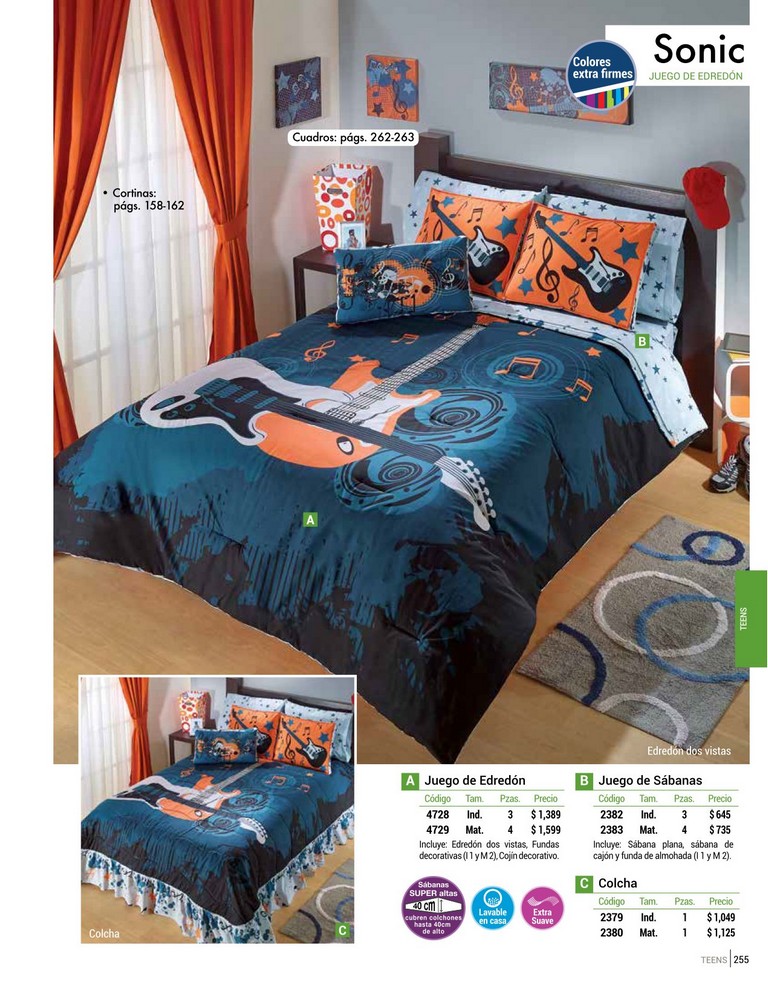 Sonic
JUEGO DE EDREDÓN
Colores
extra firmes
Cuadros: págs. 262-263
• Cortinas:
págs. 158-162
B
A
TEENS
Edredón dos vistas
Colcha
C
A Juego de Edredón
Código Tam. Pzas. Precio
4728 Ind. 3 $ 1,389
4729 Mat. 4 $ 1,599
Incluye: Edredón dos vistas, Fundas
decorativas (I 1 y M 2), Cojín decorativo.
B Juego de Sábanas
Código Tam. Pzas. Precio
2382 Ind. 3 $ 645
2383 Mat. 4 $ 735
Incluye: Sábana plana, sábana de
cajón y funda de almohada (I 1 y M 2).
Sábanas
SUPER altas
40 cm
cubren colchones
hasta 40cm
de alto
Lavable
en casa
Extra
Suave
C Colcha
Código Tam. Pzas. Precio
2379 Ind. 1 $ 1,049
2380 Mat. 1 $ 1,125
TEENS 255